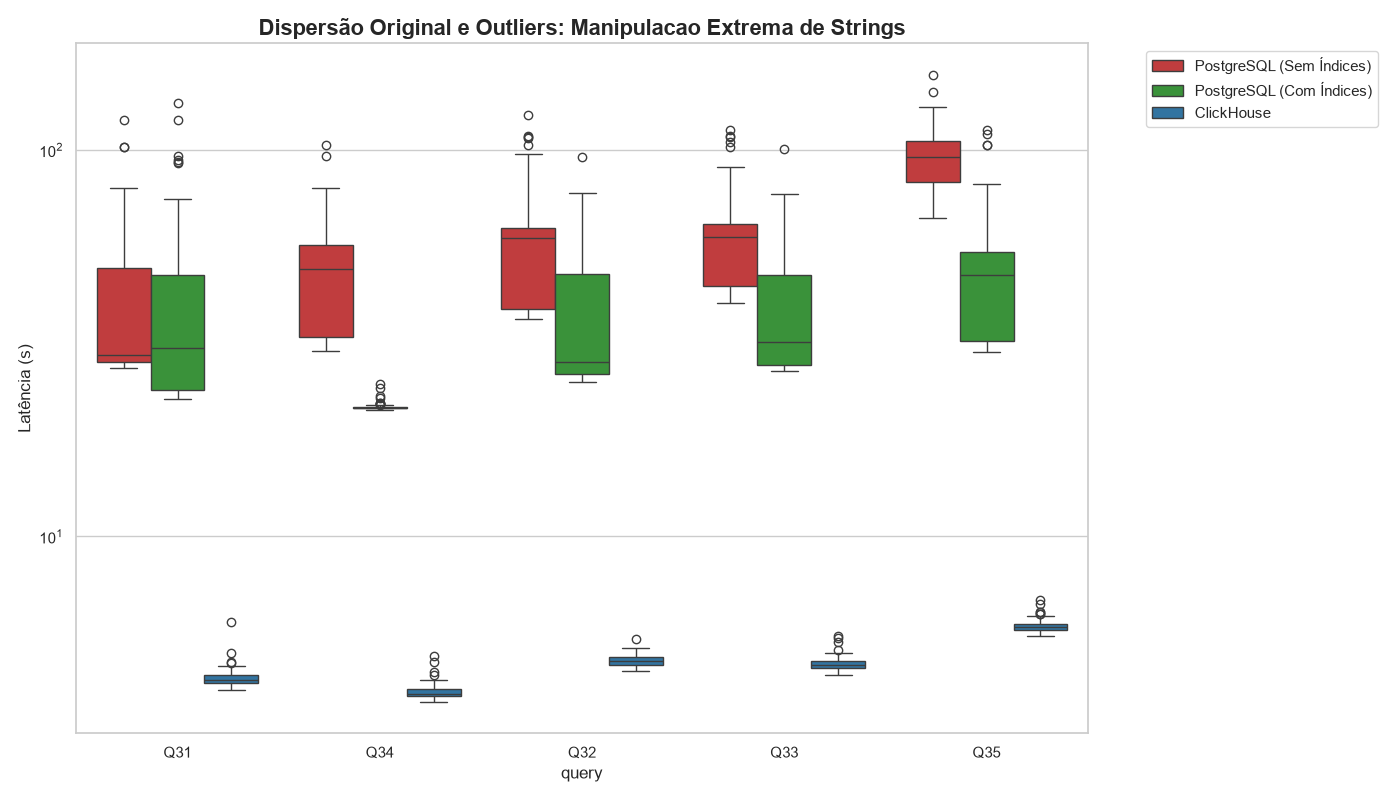 Dispersão Original e Outliers: Manipulacao Extrema de Strings
PostgreSQL (Sem Índices)
PostgreSQL (Com Índices)
ClickHouse
Latência (s)
10²
10¹
Q31
Q34
Q32
Q33
Q35
query